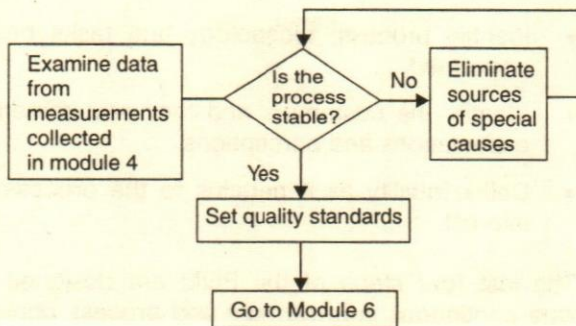 Examine data
from
measurements
collected
in module 4
Is the
process
stable?
No
Eliminate
sources
of special
causes
Yes
Set quality standards
Go to Module 6